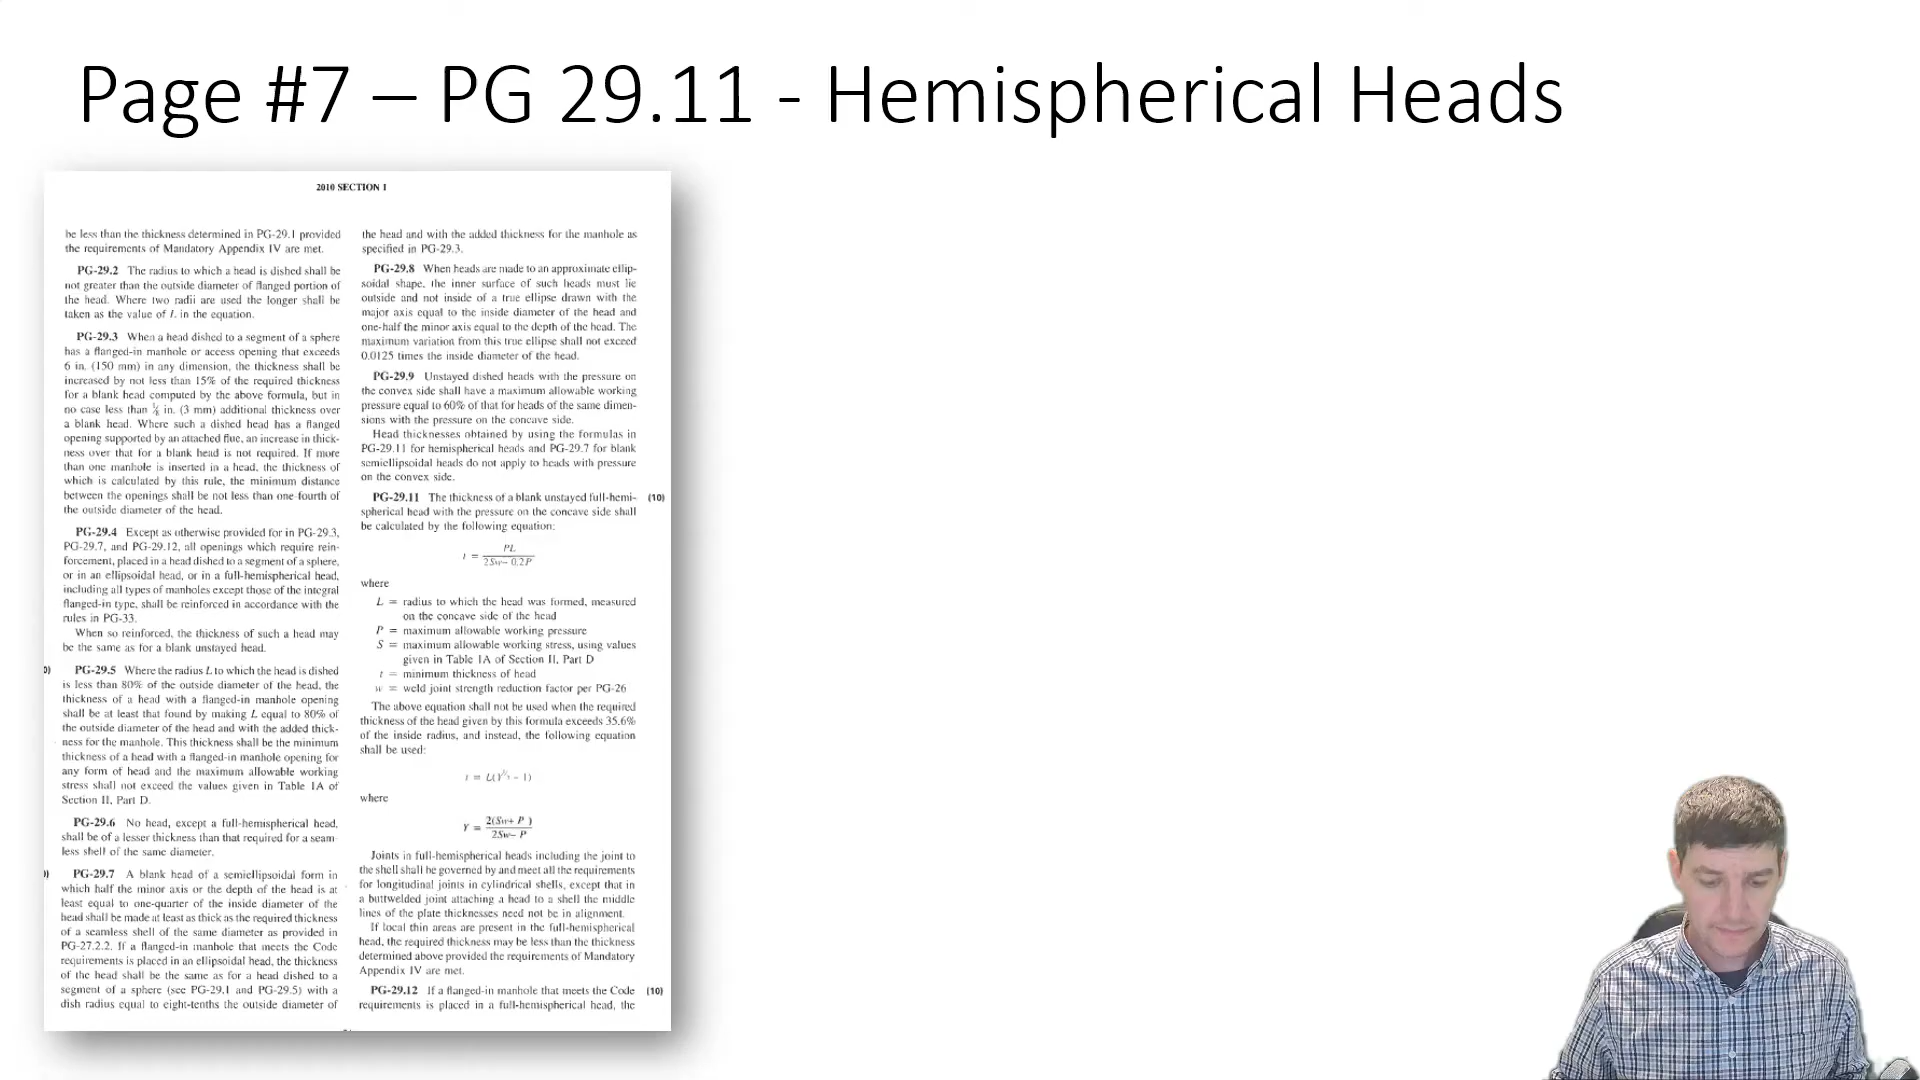 Page #7 – PG 29.11 - Hemispherical Heads
2010 SECTION I
be less than the thickness determined in PG-29.1 provided
the requirements of Mandatory Appendix IV are met.
PG-29.2 The radius to which a head is dished shall be
not greater than the outside diameter of flanged portion of
the head. Where two radii are used the longer shall be
taken as the value of L in the equation.
PG-29.3 When a head dished to a segment of a sphere
has a flanged-in manhole or access opening that exceeds
6 in. (150 mm) in any dimension, the thickness shall be
increased by not less than 15% of the required thickness
for a blank head computed by the above formula, but in
no case less than 1/8 in. (3 mm) additional thickness over
a blank head. Where such a dished head has a flanged
opening supported by an attached flue, an increase in thick-
ness over that for a blank head is not required. If more
than one manhole is inserted in a head, the thickness of
which is calculated by this rule, the minimum distance
between the openings shall be not less than one-fourth of
the outside diameter of the head.
PG-29.4 Except as otherwise provided for in PG-29.3,
PG-29.7, and PG-29.12, all openings which require rein-
forcement, placed in a head dished to a segment of a sphere,
or in an ellipsoidal head, or in a full-hemispherical head,
including all types of manholes except those of the integral
flanged-in type, shall be reinforced in accordance with the
rules in PG-33.
When so reinforced, the thickness of such a head may
be the same as for a blank unstayed head.
0) PG-29.5 Where the radius L to which the head is dished
is less than 80% of the outside diameter of the head, the
thickness of a head with a flanged-in manhole opening
shall be at least that found by making L equal to 80% of
the outside diameter of the head and with the added thick-
ness for the manhole. This thickness shall be the minimum
thickness of a head with a flanged-in manhole opening for
any form of head and the maximum allowable working
stress shall not exceed the values given in Table 1A of
Section II, Part D.
PG-29.6 No head, except a full-hemispherical head,
shall be of a lesser thickness than that required for a seam-
less shell of the same diameter.
0) PG-29.7 A blank head of a semiellipsoidal form in
which half the minor axis or the depth of the head is at
least equal to one-quarter of the inside diameter of the
head shall be made at least as thick as the required thickness
of a seamless shell of the same diameter as provided in
PG-27.2.2. If a flanged-in manhole that meets the Code
requirements is placed in an ellipsoidal head, the thickness
of the head shall be the same as for a head dished to a
segment of a sphere (see PG-29.1 and PG-29.5) with a
dish radius equal to eight-tenths the outside diameter of
the head and with the added thickness for the manhole as
specified in PG-29.3.
PG-29.8 When heads are made to an approximate ellip-
soidal shape, the inner surface of such heads must lie
outside and not inside of a true ellipse drawn with the
major axis equal to the inside diameter of the head and
one-half the minor axis equal to the depth of the head. The
maximum variation from this true ellipse shall not exceed
0.0125 times the inside diameter of the head.
PG-29.9 Unstayed dished heads with the pressure on
the convex side shall have a maximum allowable working
pressure equal to 60% of that for heads of the same dimen-
sions with the pressure on the concave side.
Head thicknesses obtained by using the formulas in
PG-29.11 for hemispherical heads and PG-29.7 for blank
semiellipsoidal heads do not apply to heads with pressure
on the convex side.
PG-29.11 The thickness of a blank unstayed full-hemi- (10)
spherical head with the pressure on the concave side shall
be calculated by the following equation:
t = PL / 2Sw− 0.2P
where
L = radius to which the head was formed, measured
on the concave side of the head
P = maximum allowable working pressure
S = maximum allowable working stress, using values
given in Table 1A of Section II, Part D
t = minimum thickness of head
w = weld joint strength reduction factor per PG-26
The above equation shall not be used when the required
thickness of the head given by this formula exceeds 35.6%
of the inside radius, and instead, the following equation
shall be used:
t = L(Y^1/3 − 1)
where
Y = 2(Sw+ P ) / 2Sw− P
Joints in full-hemispherical heads including the joint to
the shell shall be governed by and meet all the requirements
for longitudinal joints in cylindrical shells, except that in
a buttwelded joint attaching a head to a shell the middle
lines of the plate thicknesses need not be in alignment.
If local thin areas are present in the full-hemispherical
head, the required thickness may be less than the thickness
determined above provided the requirements of Mandatory
Appendix IV are met.
PG-29.12 If a flanged-in manhole that meets the Code (10)
requirements is placed in a full-hemispherical head, the